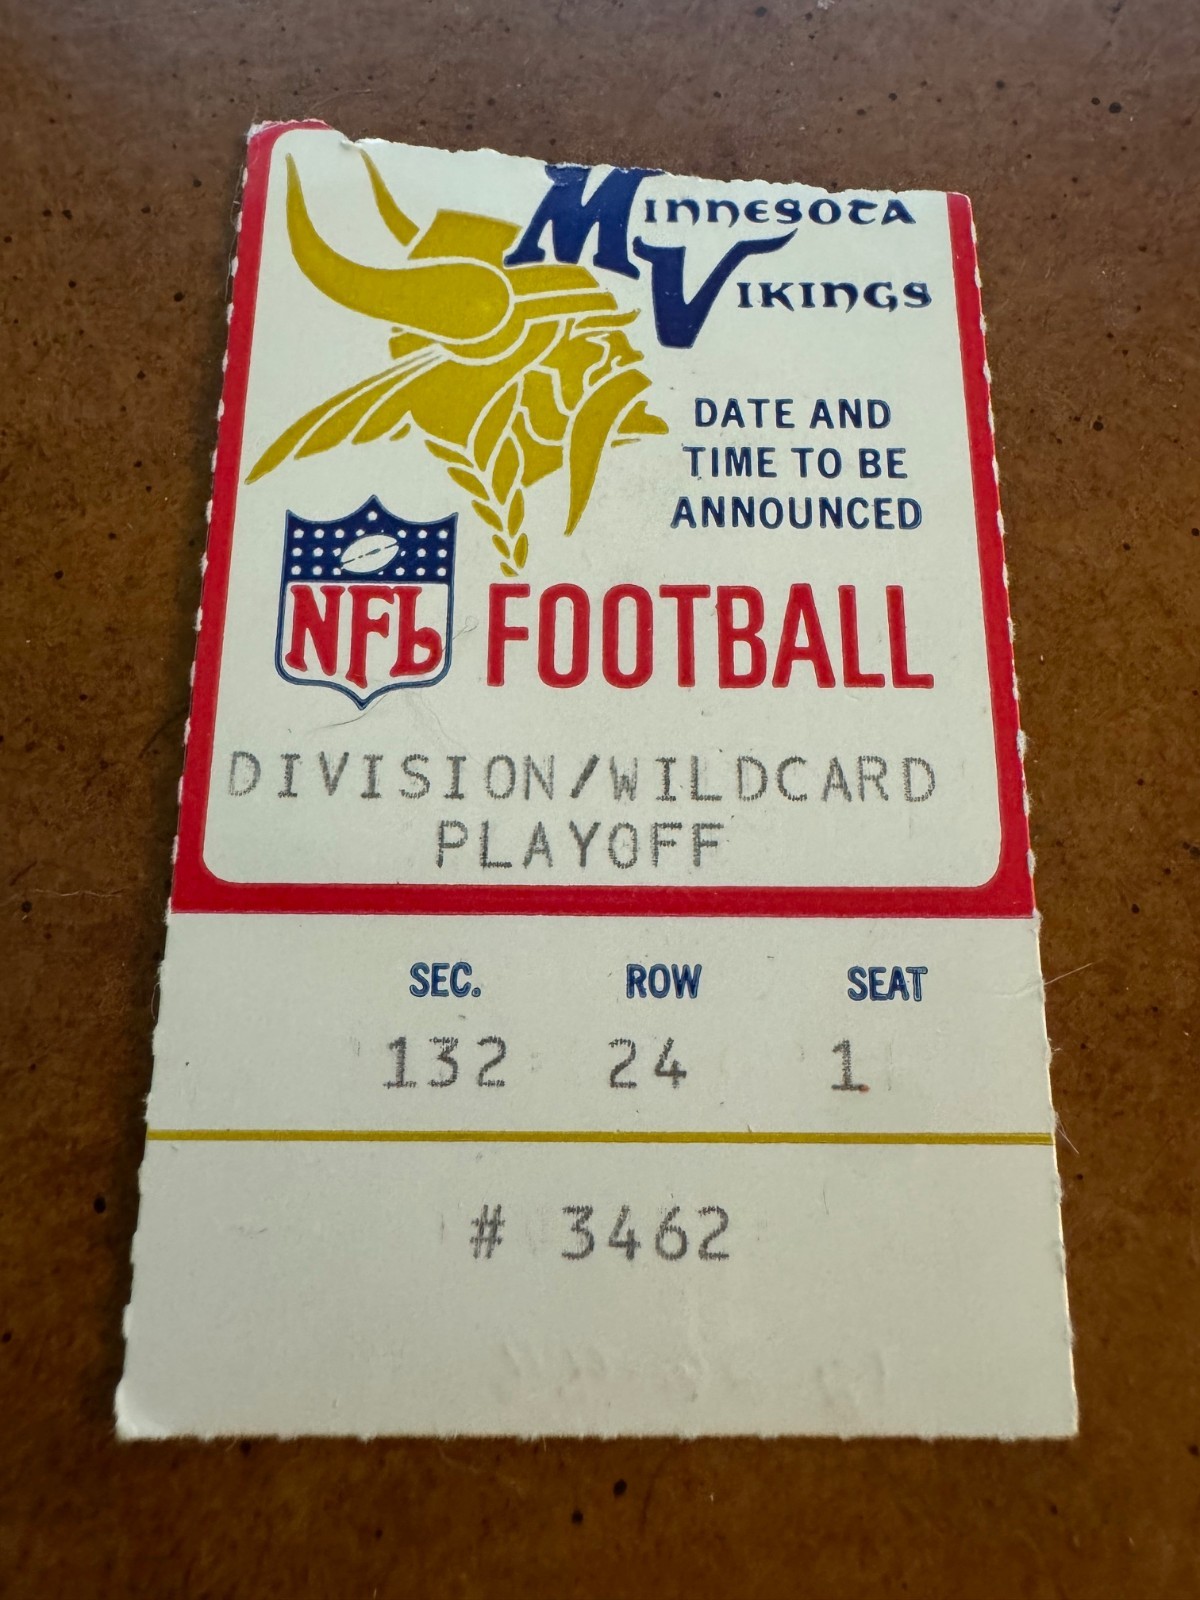 MINNESOTA
VIKINGS
DATE AND
TIME TO BE
ANNOUNCED
NFL FOOTBALL
DIVISION/WILDCARD
PLAYOFF
SEC. ROW SEAT
132 24 1
# 3462